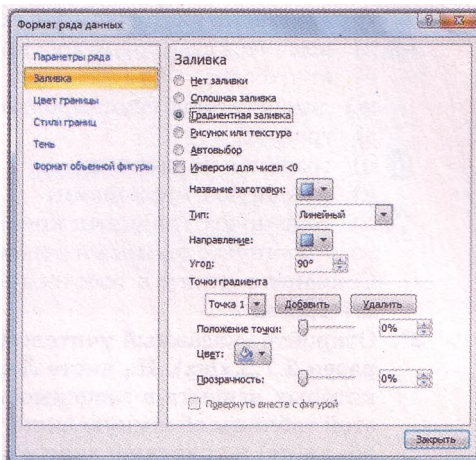 Формат ряда данных
Параметры ряда
Заливка
Цвет границы
Стили границ
Тень
Формат объемной фигуры
Заливка
Нет заливки
Сплошная заливка
Градиентная заливка
Рисунок или текстура
Автовыбор
Инверсия для чисел <0
Название заготовки:
Тип: Линейный
Направление:
Угол: 90°
Точки градиента
Точка 1 Добавить Удалить
Положение точки: 0%
Цвет:
Прозрачность: 0%
Повернуть вместе с фигурой
Закрыть